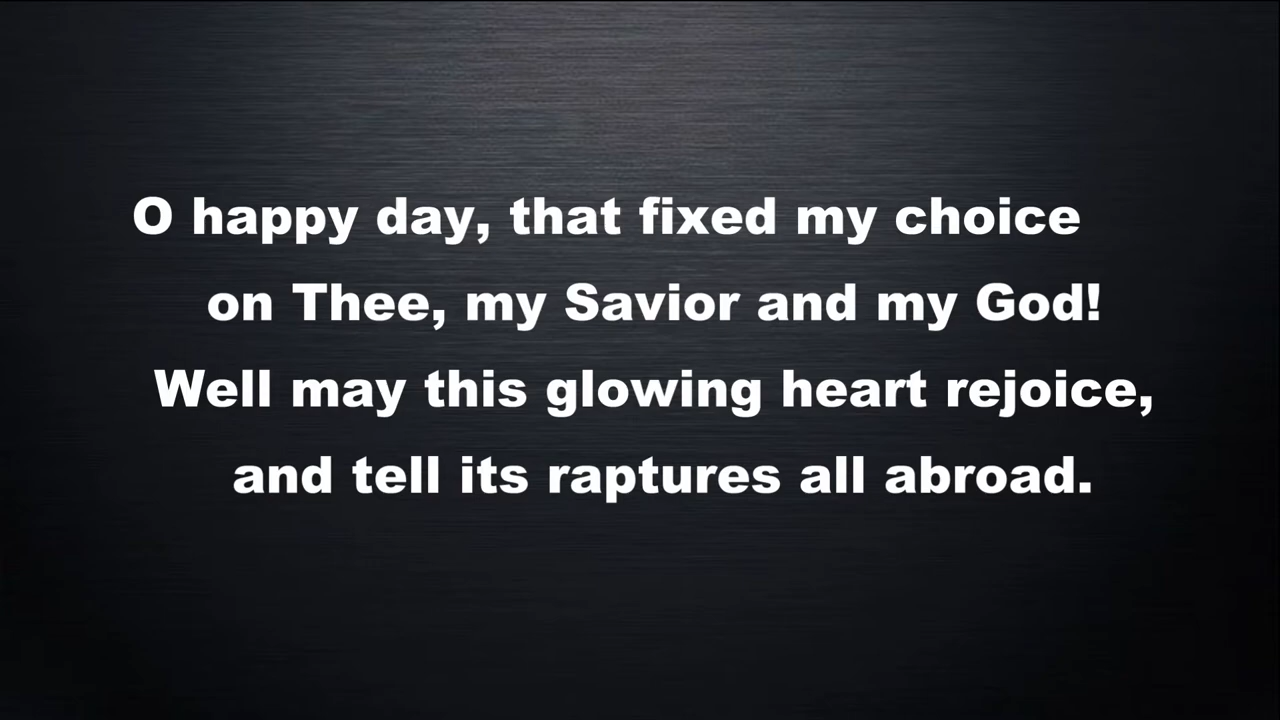 O happy day, that fixed my choice
on Thee, my Savior and my God!
Well may this glowing heart rejoice,
and tell its raptures all abroad.